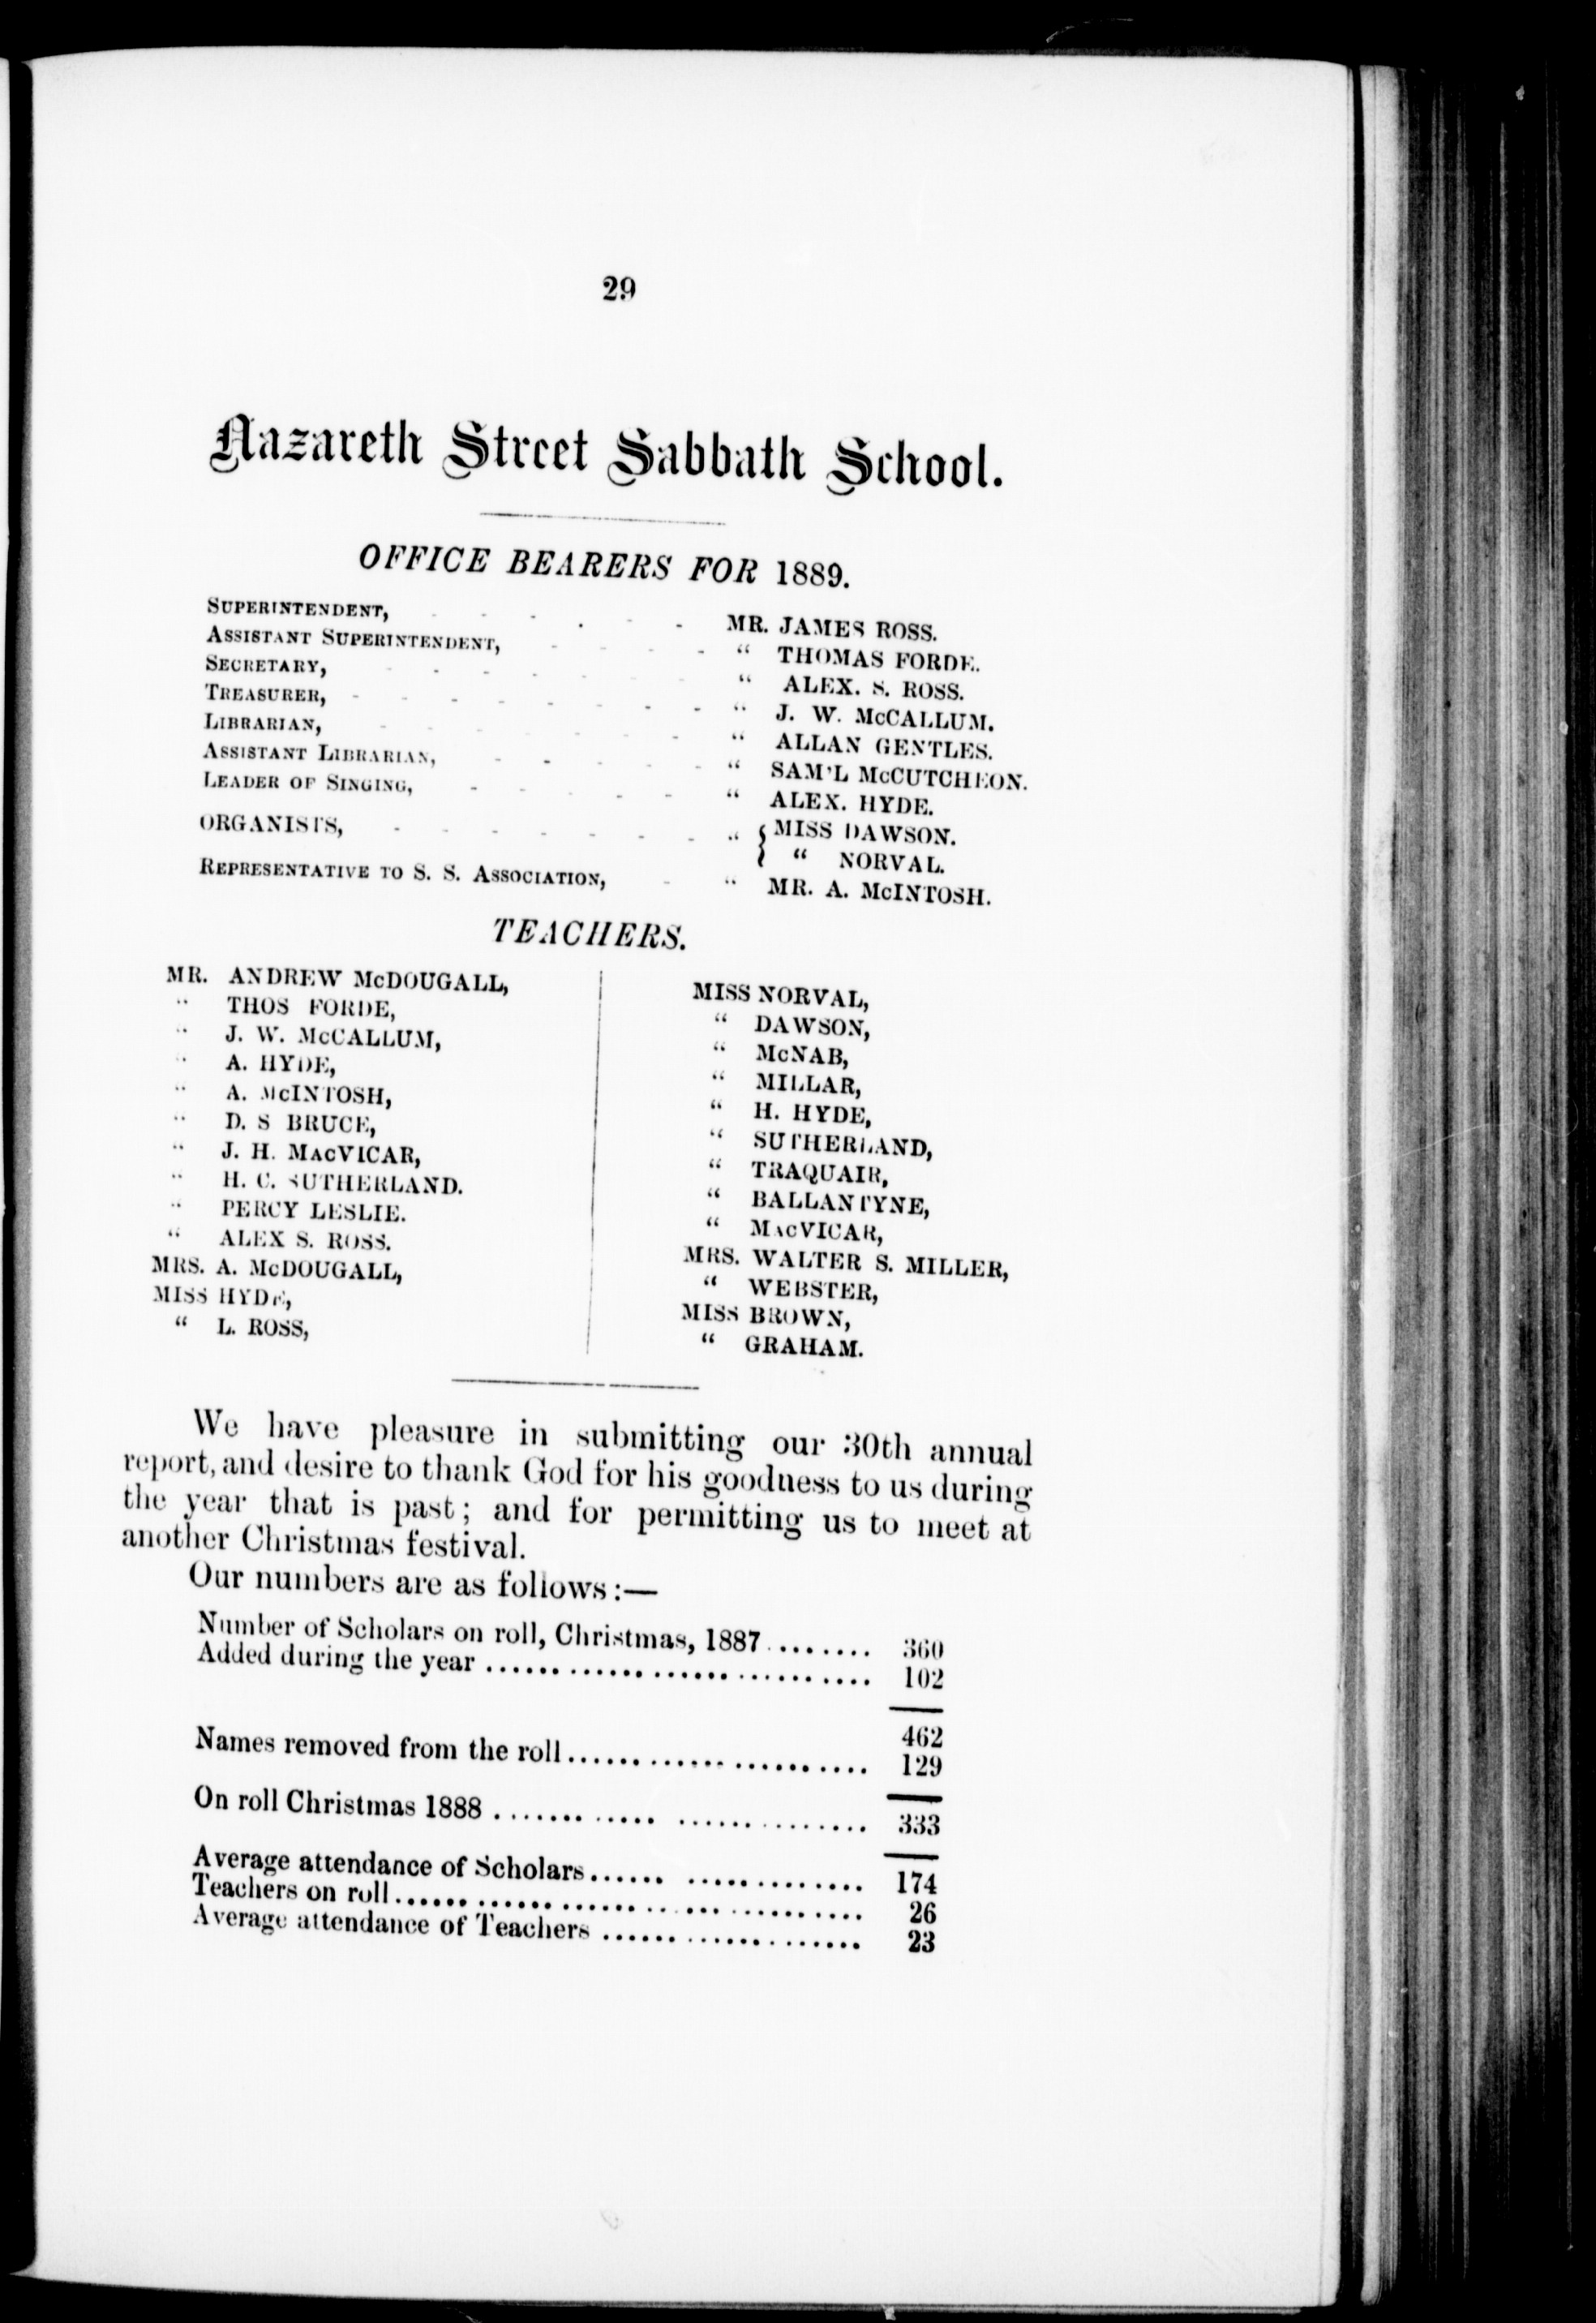 29
Nazareth Street Sabbath School.
OFFICE BEARERS FOR 1889.
SUPERINTENDENT, - - - - - MR. JAMES ROSS.
ASSISTANT SUPERINTENDENT, - - - - " THOMAS FORDE.
SECRETARY, - - - - - - " ALEX. S. ROSS.
TREASURER, - - - - - - - - " J. W. McCALLUM.
LIBRARIAN, - - - - - - " ALLAN GENTLES.
ASSISTANT LIBRARIAN, - - - - - " SAM'L McCUTCHEON.
LEADER OF SINGING, - - - - - " ALEX. HYDE.
ORGANISTS, - - - - - - - " { MISS DAWSON.
" NORVAL.
REPRESENTATIVE TO S. S. ASSOCIATION, - " MR. A. McINTOSH.
TEACHERS.
MR. ANDREW McDOUGALL,
" THOS FORDE,
" J. W. McCALLUM,
" A. HYDE,
" A. McINTOSH,
" D. S BRUCE,
" J. H. MacVICAR,
" H. C. SUTHERLAND.
" PERCY LESLIE.
" ALEX S. ROSS.
MRS. A. McDOUGALL,
MISS HYDE,
" L. ROSS,
MISS NORVAL,
" DAWSON,
" McNAB,
" MILLAR,
" H. HYDE,
" SUTHERLAND,
" TRAQUAIR,
" BALLANTYNE,
" MacVICAR,
MRS. WALTER S. MILLER,
" WEBSTER,
MISS BROWN,
" GRAHAM.
We have pleasure in submitting our 30th annual
report, and desire to thank God for his goodness to us during
the year that is past; and for permitting us to meet at
another Christmas festival.
Our numbers are as follows:—
Number of Scholars on roll, Christmas, 1887 ........ 360
Added during the year .......................... 102
462
Names removed from the roll...................... 129
On roll Christmas 1888 .......................... 333
Average attendance of Scholars.................. 174
Teachers on roll................................ 26
Average attendance of Teachers .................. 23